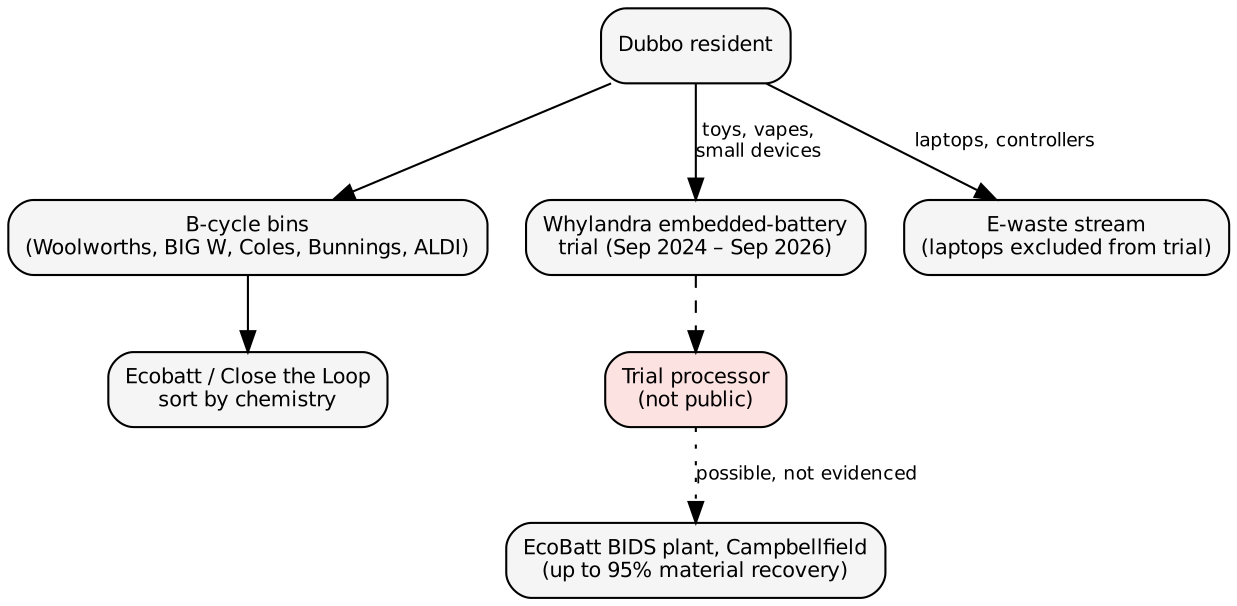 Dubbo resident
toys, vapes,
small devices
laptops, controllers
B-cycle bins
(Woolworths, BIG W, Coles, Bunnings, ALDI)
Whylandra embedded-battery
trial (Sep 2024 – Sep 2026)
E-waste stream
(laptops excluded from trial)
Ecobatt / Close the Loop
sort by chemistry
Trial processor
(not public)
possible, not evidenced
EcoBatt BIDS plant, Campbellfield
(up to 95% material recovery)